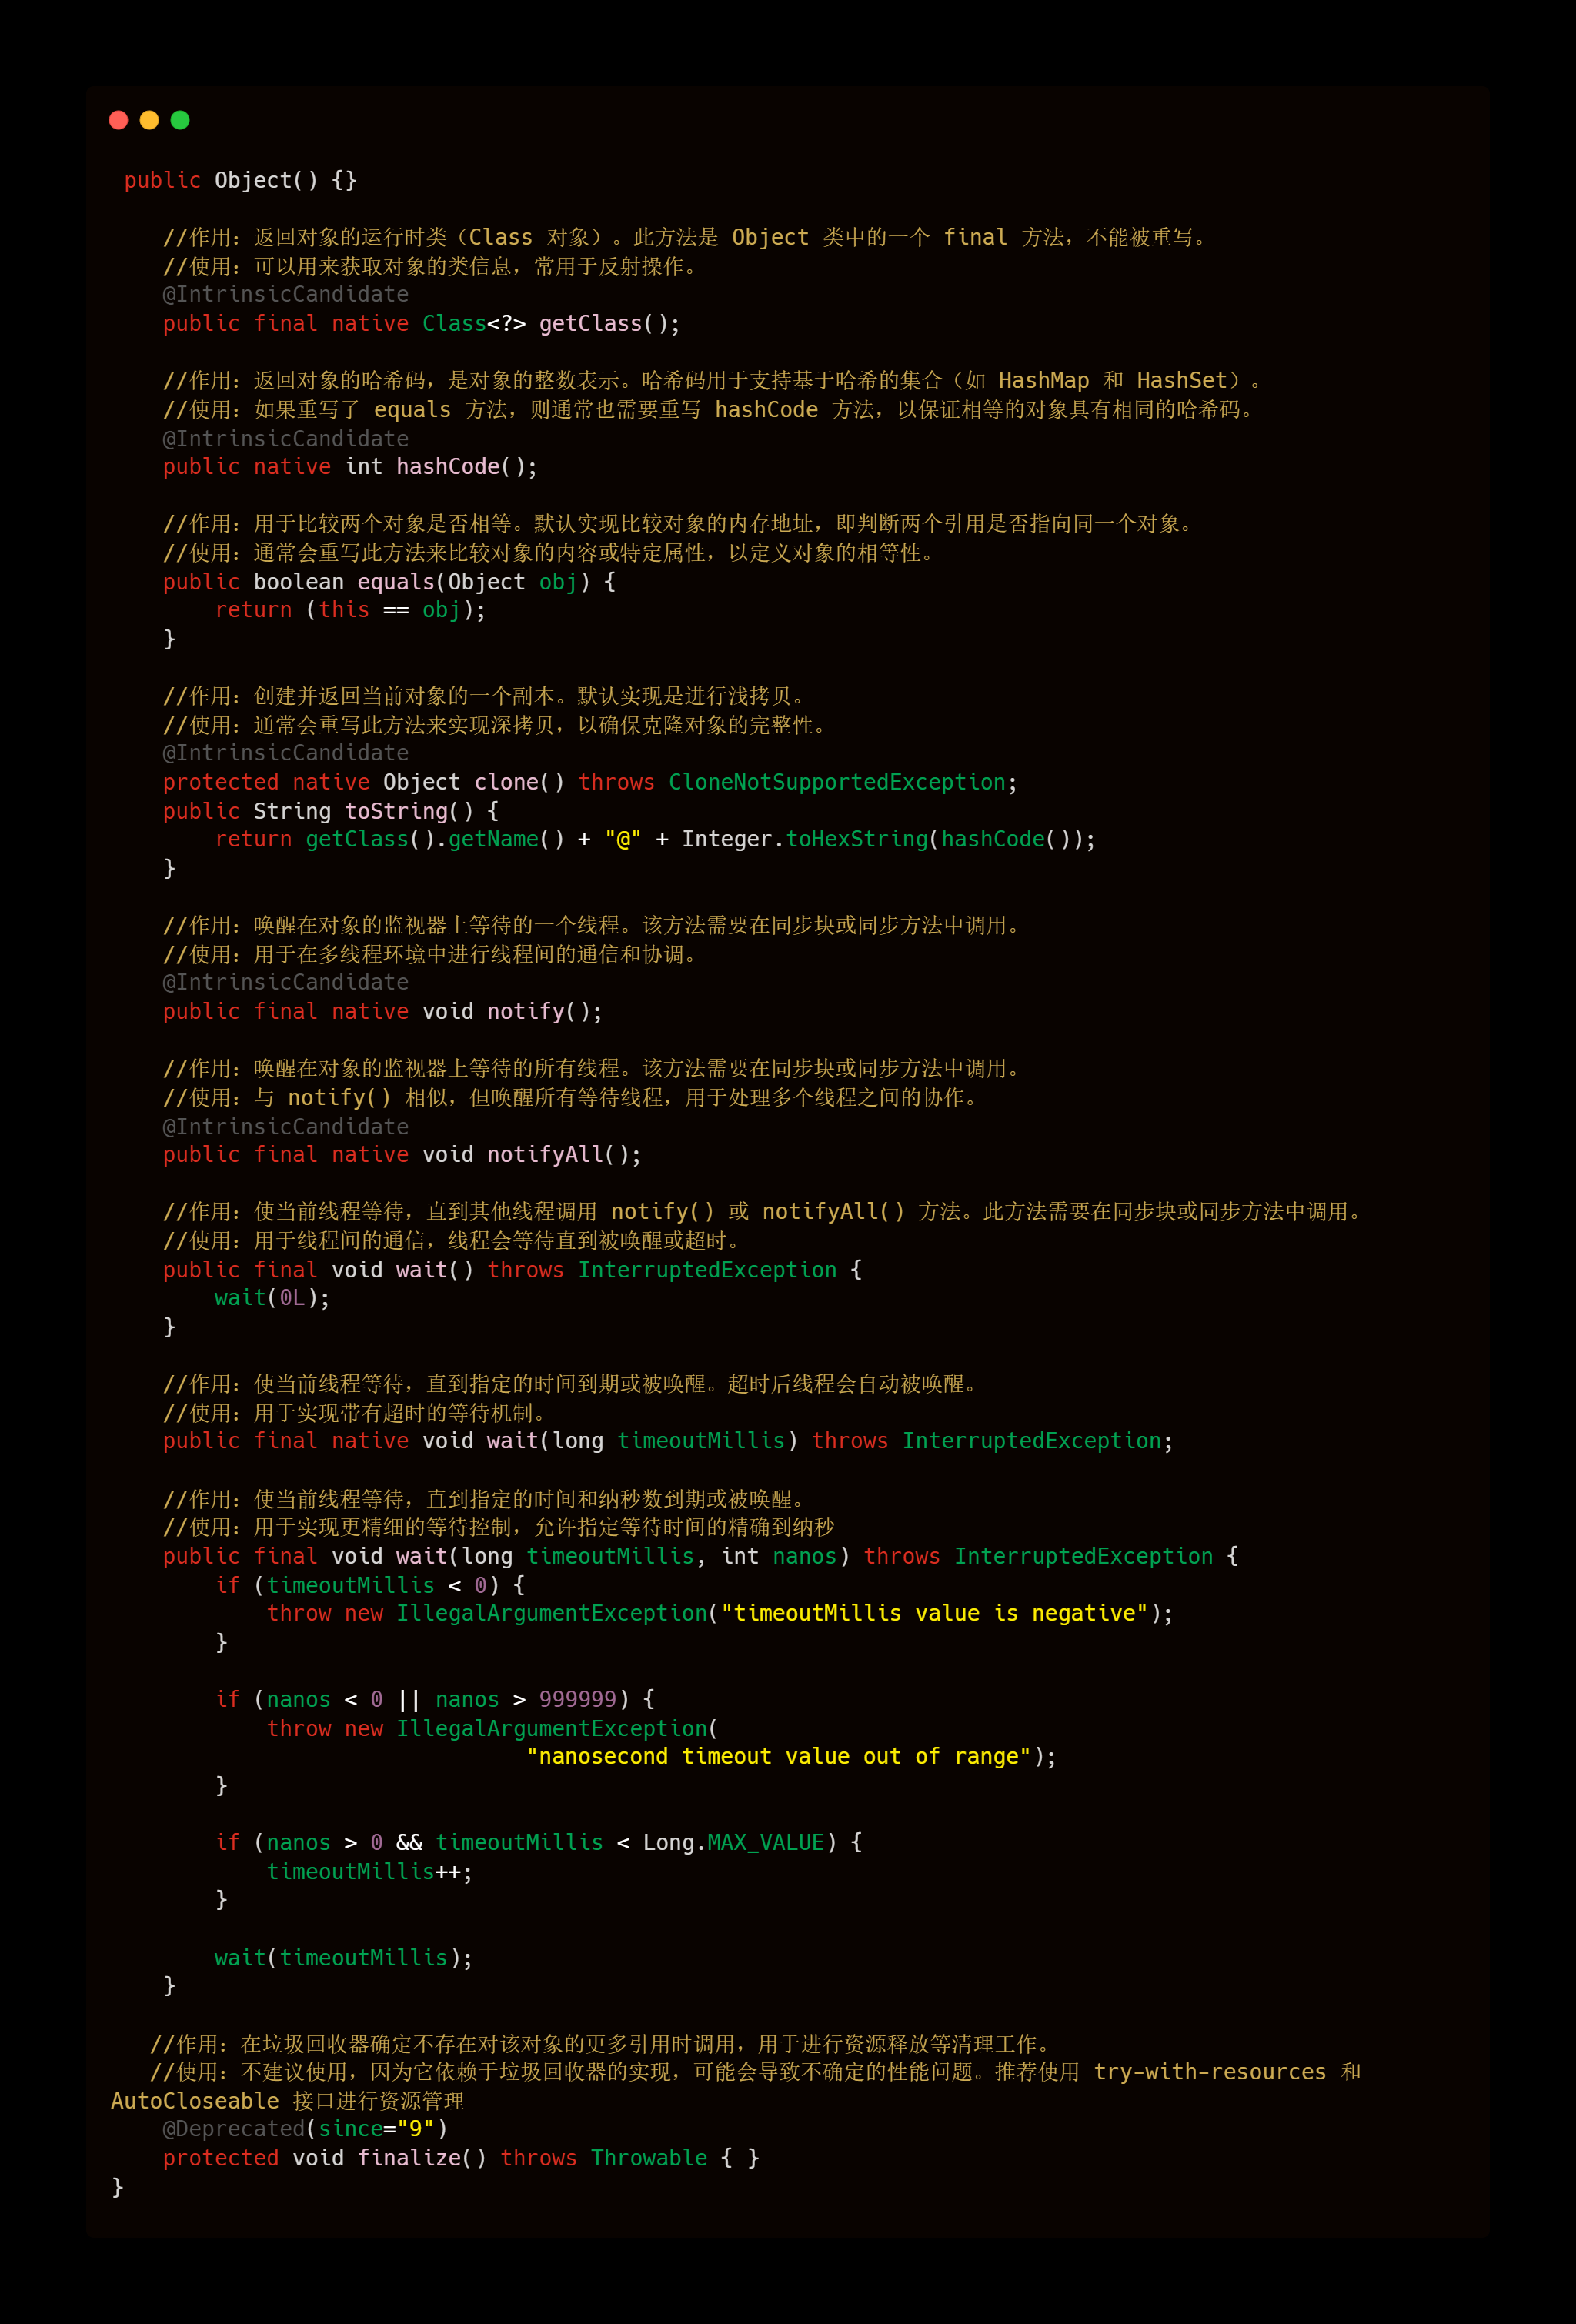 public Object() {}
//作用：返回对象的运行时类（Class 对象）。此方法是 Object 类中的一个 final 方法，不能被重写。
//使用：可以用来获取对象的类信息，常用于反射操作。
@IntrinsicCandidate
public final native Class<?> getClass();
//作用：返回对象的哈希码，是对象的整数表示。哈希码用于支持基于哈希的集合（如 HashMap 和 HashSet）。
//使用：如果重写了 equals 方法，则通常也需要重写 hashCode 方法，以保证相等的对象具有相同的哈希码。
@IntrinsicCandidate
public native int hashCode();
//作用：用于比较两个对象是否相等。默认实现比较对象的内存地址，即判断两个引用是否指向同一个对象。
//使用：通常会重写此方法来比较对象的内容或特定属性，以定义对象的相等性。
public boolean equals(Object obj) {
return (this == obj);
}
//作用：创建并返回当前对象的一个副本。默认实现是进行浅拷贝。
//使用：通常会重写此方法来实现深拷贝，以确保克隆对象的完整性。
@IntrinsicCandidate
protected native Object clone() throws CloneNotSupportedException;
public String toString() {
return getClass().getName() + "@" + Integer.toHexString(hashCode());
}
//作用：唤醒在对象的监视器上等待的一个线程。该方法需要在同步块或同步方法中调用。
//使用：用于在多线程环境中进行线程间的通信和协调。
@IntrinsicCandidate
public final native void notify();
//作用：唤醒在对象的监视器上等待的所有线程。该方法需要在同步块或同步方法中调用。
//使用：与 notify() 相似，但唤醒所有等待线程，用于处理多个线程之间的协作。
@IntrinsicCandidate
public final native void notifyAll();
//作用：使当前线程等待，直到其他线程调用 notify() 或 notifyAll() 方法。此方法需要在同步块或同步方法中调用。
//使用：用于线程间的通信，线程会等待直到被唤醒或超时。
public final void wait() throws InterruptedException {
wait(0L);
}
//作用：使当前线程等待，直到指定的时间到期或被唤醒。超时后线程会自动被唤醒。
//使用：用于实现带有超时的等待机制。
public final native void wait(long timeoutMillis) throws InterruptedException;
//作用：使当前线程等待，直到指定的时间和纳秒数到期或被唤醒。
//使用：用于实现更精细的等待控制，允许指定等待时间的精确到纳秒
public final void wait(long timeoutMillis, int nanos) throws InterruptedException {
if (timeoutMillis < 0) {
throw new IllegalArgumentException("timeoutMillis value is negative");
}
if (nanos < 0 || nanos > 999999) {
throw new IllegalArgumentException(
"nanosecond timeout value out of range");
}
if (nanos > 0 && timeoutMillis < Long.MAX_VALUE) {
timeoutMillis++;
}
wait(timeoutMillis);
}
//作用：在垃圾回收器确定不存在对该对象的更多引用时调用，用于进行资源释放等清理工作。
//使用：不建议使用，因为它依赖于垃圾回收器的实现，可能会导致不确定的性能问题。推荐使用 try-with-resources 和
AutoCloseable 接口进行资源管理
@Deprecated(since="9")
protected void finalize() throws Throwable { }
}